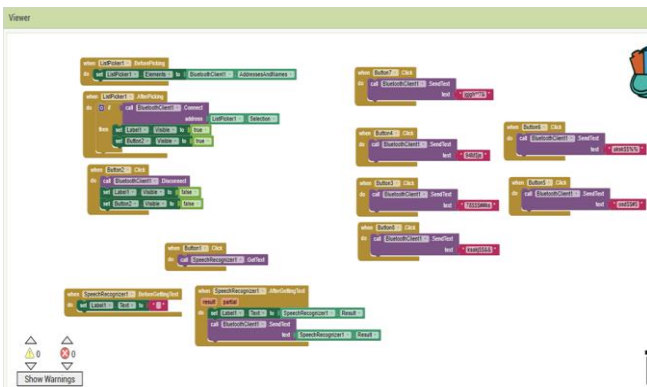 Viewer
when ListPicker1 .BeforePicking
do set ListPicker1 . Elements to BluetoothClient1 . AddressesAndNames
when ListPicker1 .AfterPicking
do if call BluetoothClient1 .Connect
address ListPicker1 . Selection
then set Label1 . Visible to true
set Button2 . Visible to true
when Button2 .Click
do call BluetoothClient1 .Disconnect
set Label1 . Visible to false
set Button2 . Visible to false
when Button1 .Click
do call SpeechRecognizer1 .GetText
when SpeechRecognizer1 .BeforeGettingText
do set Label1 . Text to " "
when SpeechRecognizer1 .AfterGettingText
result partial
do set Label1 . Text to SpeechRecognizer1 . Result
call BluetoothClient1 .SendText
text SpeechRecognizer1 . Result
when Button7 .Click
do call BluetoothClient1 .SendText
text
when Button4 .Click
do call BluetoothClient1 .SendText
text
when Button3 .Click
do call BluetoothClient1 .SendText
text
when .Click
do call BluetoothClient1 .SendText
text
when .Click
do call BluetoothClient1 .SendText
text
when Button5 .Click
do call BluetoothClient1 .SendText
text
0 0
Show Warnings